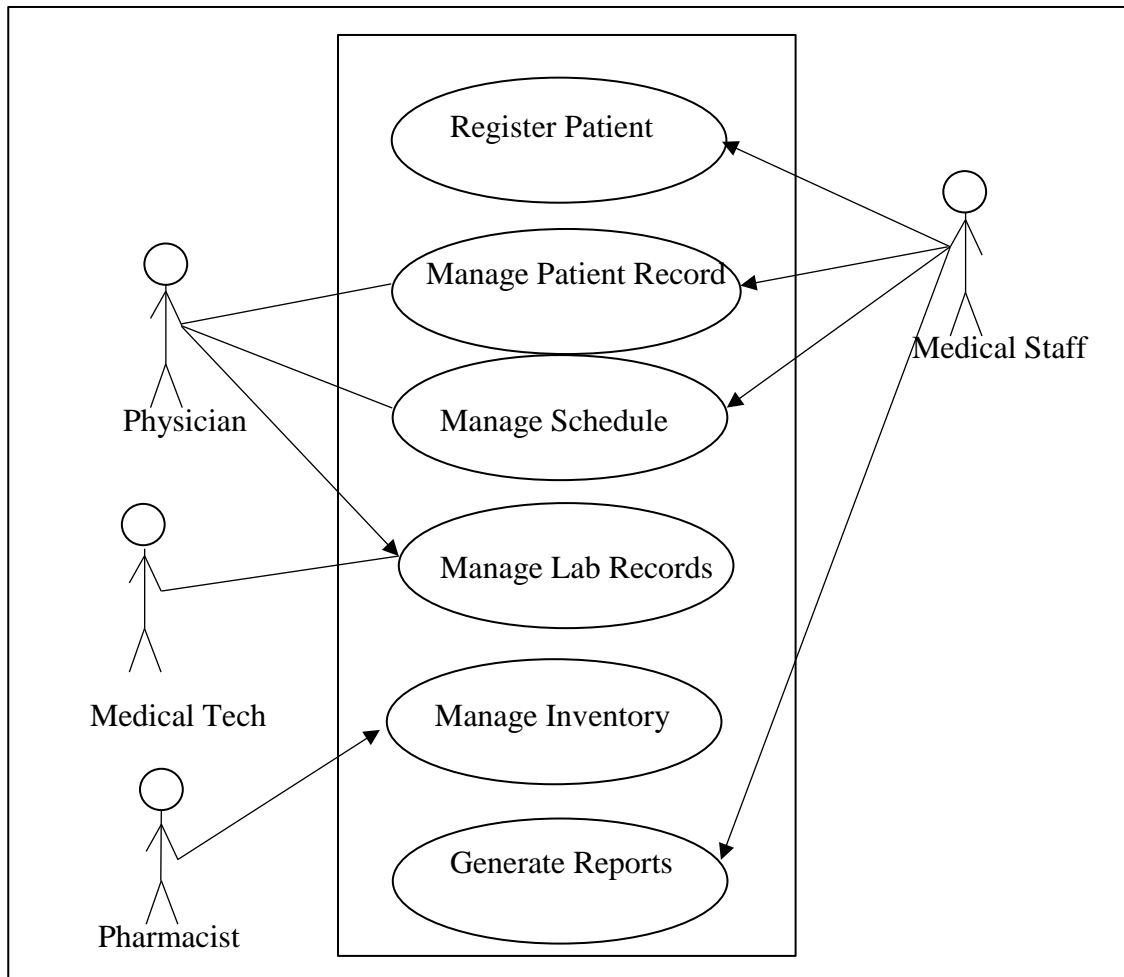 Register Patient
Manage Patient Record
Medical Staff
Physician
Manage Schedule
Manage Lab Records
Medical Tech
Manage Inventory
Generate Reports
Pharmacist